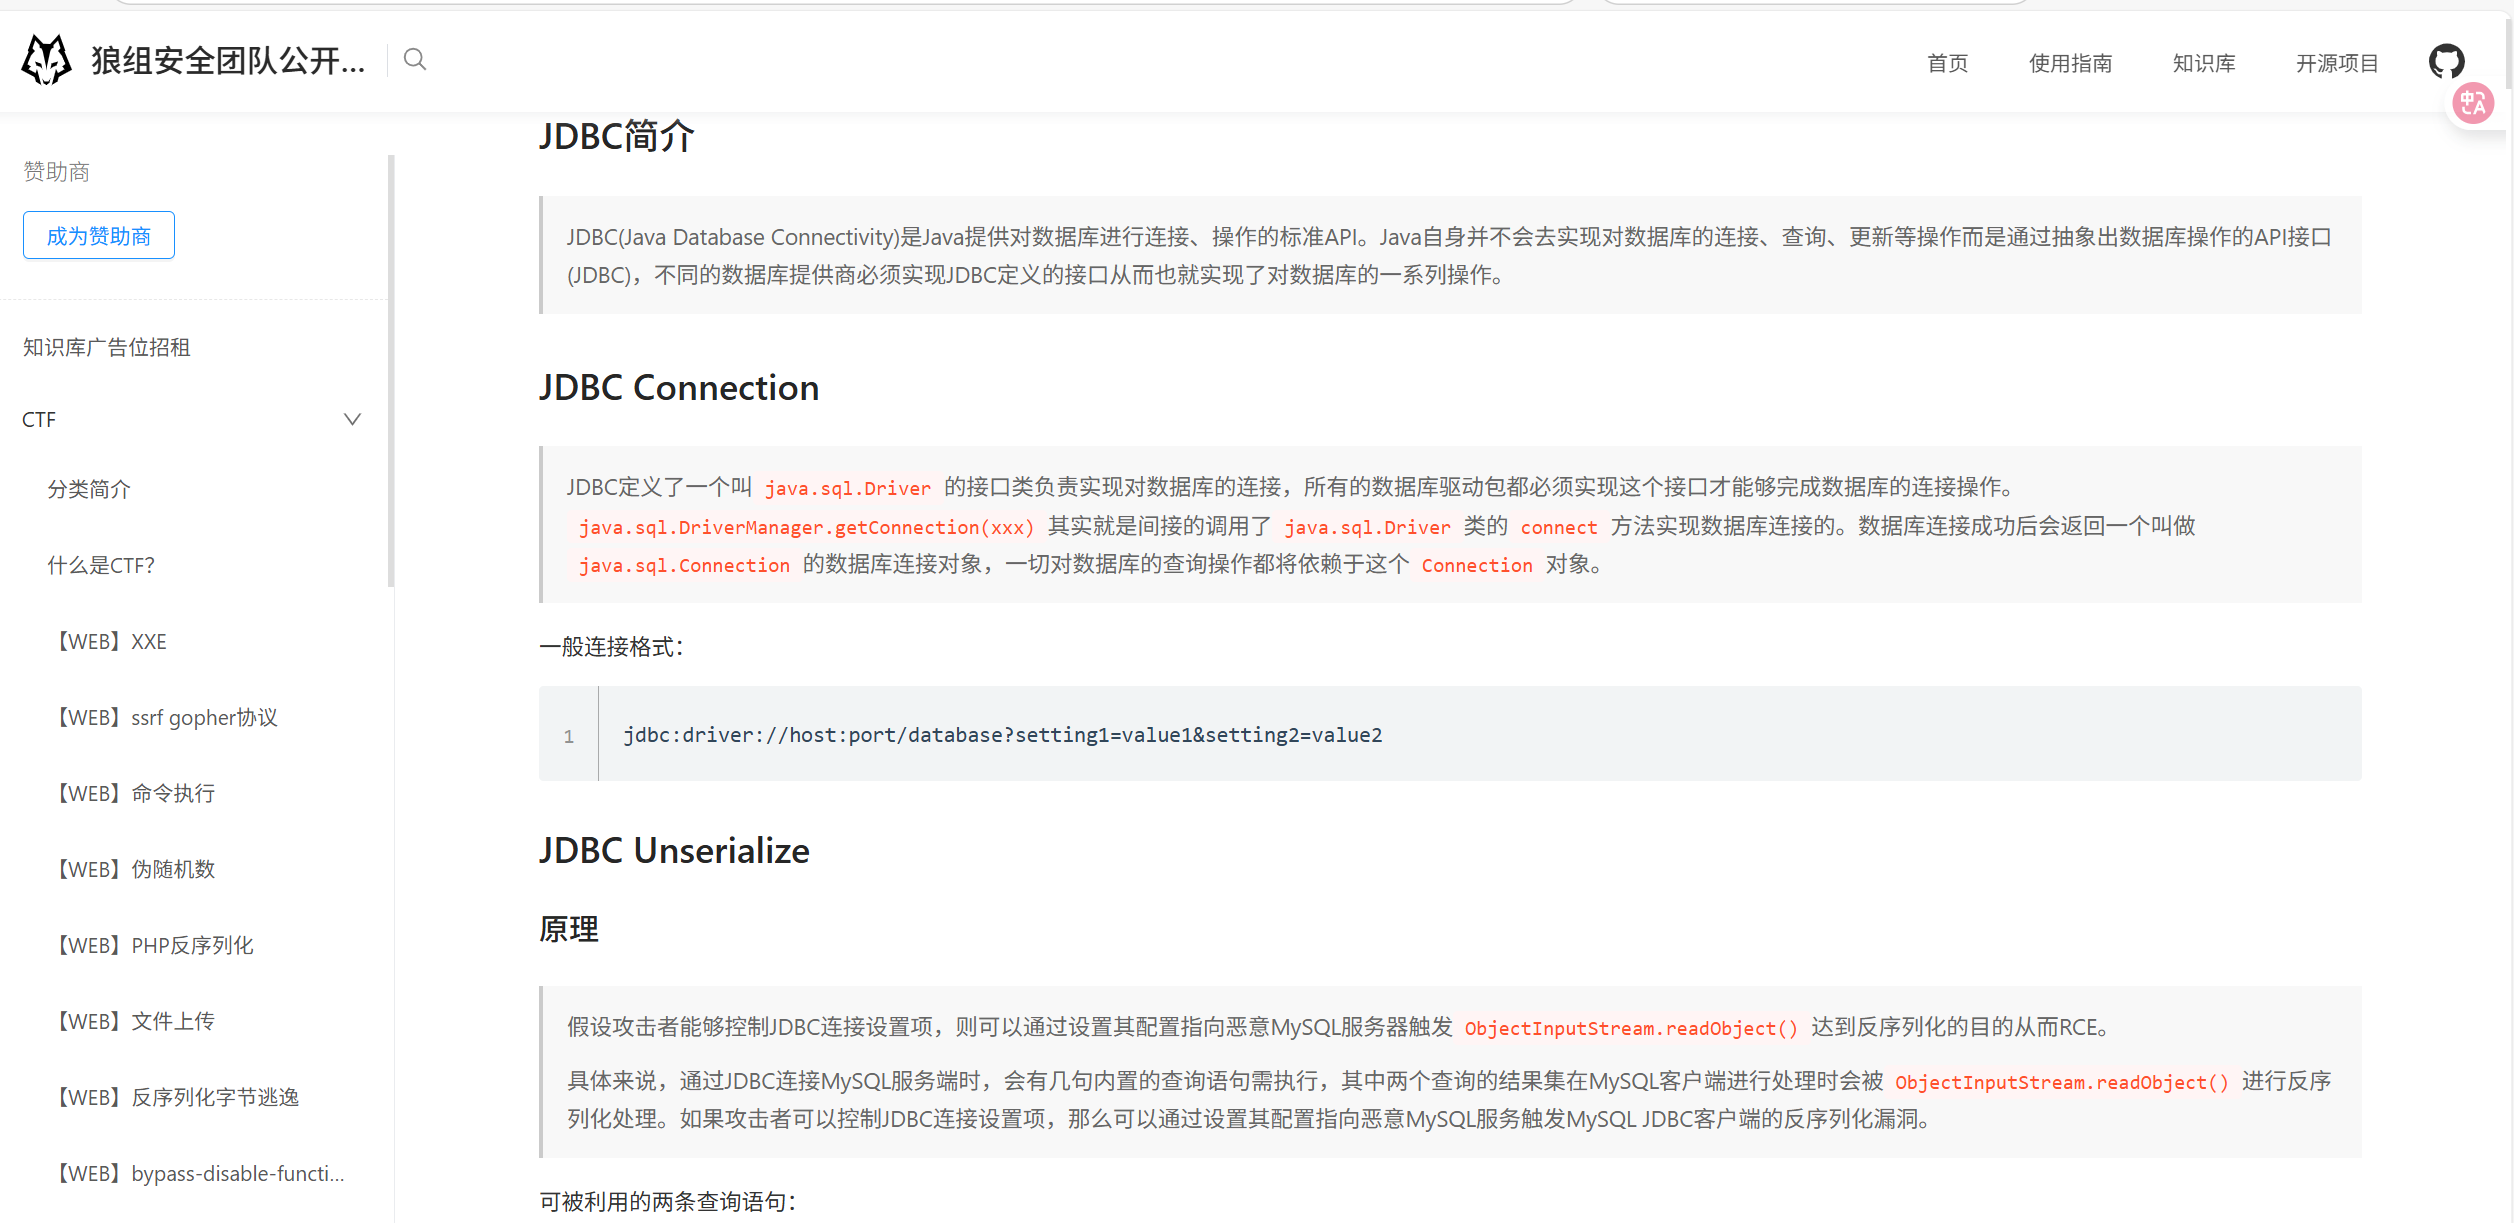 狼组安全团队公开...
首页
使用指南
知识库
开源项目
中A
赞助商
成为赞助商
知识库广告位招租
CTF
分类简介
什么是CTF？
【WEB】XXE
【WEB】ssrf gopher协议
【WEB】命令执行
【WEB】伪随机数
【WEB】PHP反序列化
【WEB】文件上传
【WEB】反序列化字节逃逸
【WEB】bypass-disable-functi...
JDBC简介
JDBC(Java Database Connectivity)是Java提供对数据库进行连接、操作的标准API。Java自身并不会去实现对数据库的连接、查询、更新等操作而是通过抽象出数据库操作的API接口
(JDBC)，不同的数据库提供商必须实现JDBC定义的接口从而也就实现了对数据库的一系列操作。
JDBC Connection
JDBC定义了一个叫 java.sql.Driver 的接口类负责实现对数据库的连接，所有的数据库驱动包都必须实现这个接口才能够完成数据库的连接操作。
java.sql.DriverManager.getConnection(xxx) 其实就是间接的调用了 java.sql.Driver 类的 connect 方法实现数据库连接的。数据库连接成功后会返回一个叫做
java.sql.Connection 的数据库连接对象，一切对数据库的查询操作都将依赖于这个 Connection 对象。
一般连接格式：
1 jdbc:driver://host:port/database?setting1=value1&setting2=value2
JDBC Unserialize
原理
假设攻击者能够控制JDBC连接设置项，则可以通过设置其配置指向恶意MySQL服务器触发 ObjectInputStream.readObject() 达到反序列化的目的从而RCE。
具体来说，通过JDBC连接MySQL服务端时，会有几句内置的查询语句需执行，其中两个查询的结果集在MySQL客户端进行处理时会被 ObjectInputStream.readObject() 进行反序
列化处理。如果攻击者可以控制JDBC连接设置项，那么可以通过设置其配置指向恶意MySQL服务触发MySQL JDBC客户端的反序列化漏洞。
可被利用的两条查询语句：